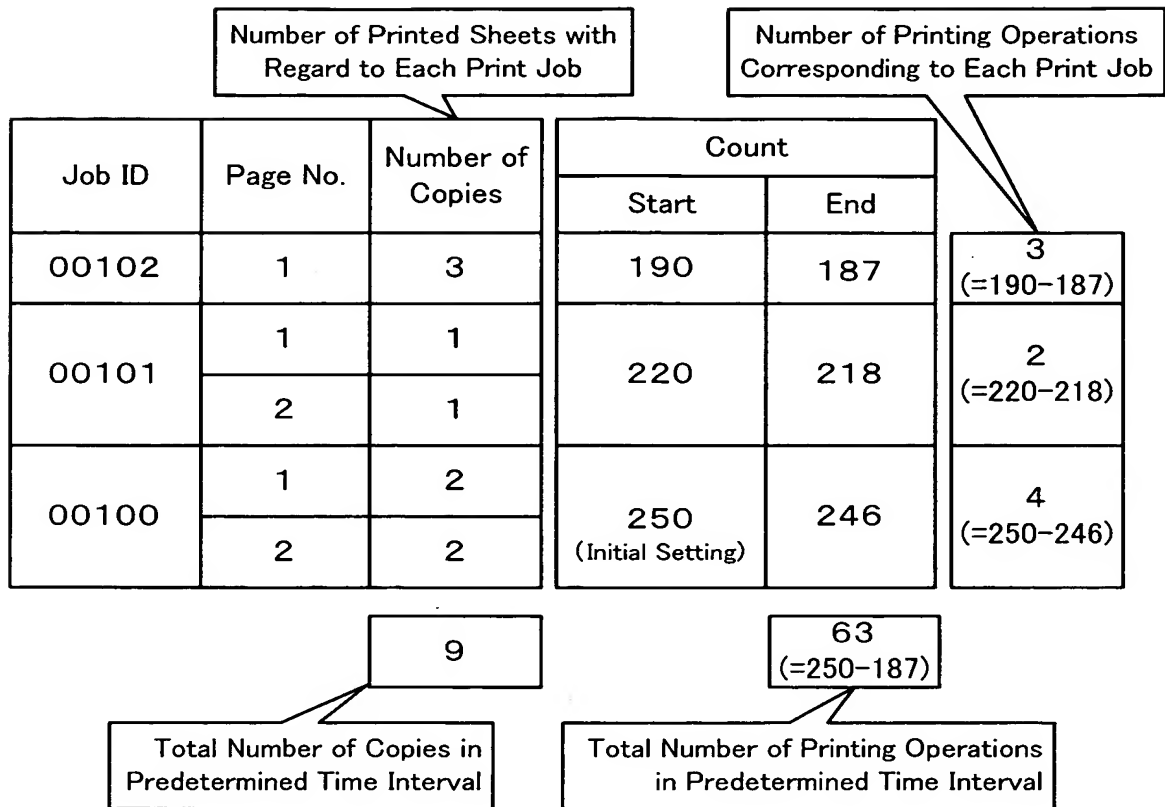 Number of Printed Sheets with
Regard to Each Print Job
Number of Printing Operations
Corresponding to Each Print Job
Job ID
Page No.
Number of
Copies
Count
Start
End
00102
1
3
190
187
3
(=190-187)
00101
1
1
2
1
220
218
2
(=220-218)
00100
1
2
2
2
250
(Initial Setting)
246
4
(=250-246)
9
63
(=250-187)
Total Number of Copies in
Predetermined Time Interval
Total Number of Printing Operations
in Predetermined Time Interval